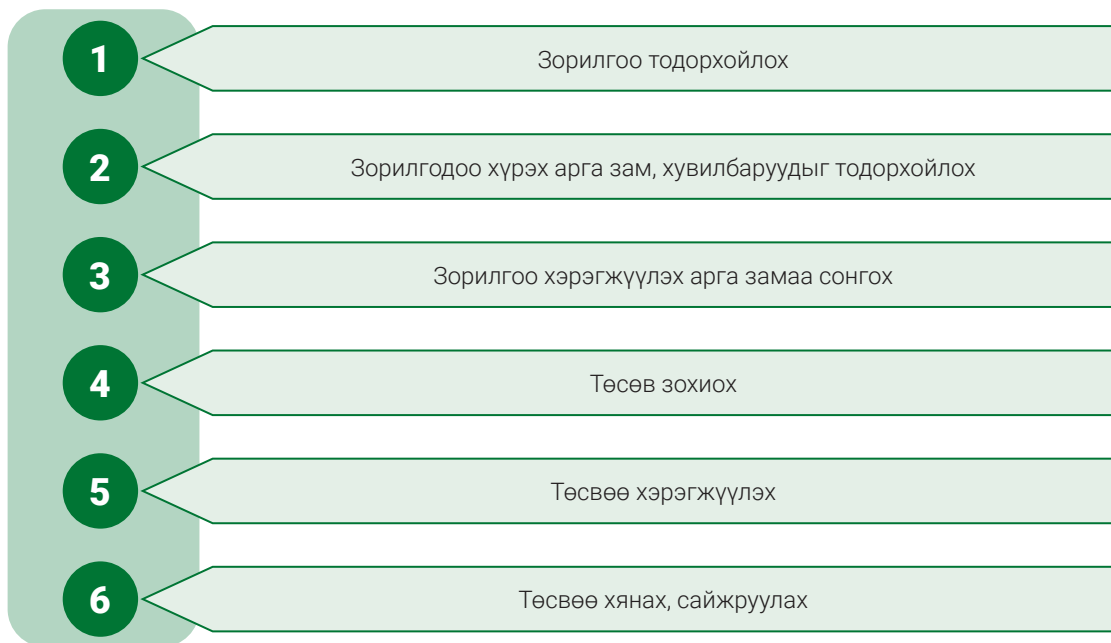 1
Зорилгоо тодорхойлох
2
Зорилгодоо хүрэх арга зам, хувилбаруудыг тодорхойлох
3
Зорилгоо хэрэгжүүлэх арга замаа сонгох
4
Төсөв зохиох
5
Төсвөө хэрэгжүүлэх
6
Төсвөө хянах, сайжруулах